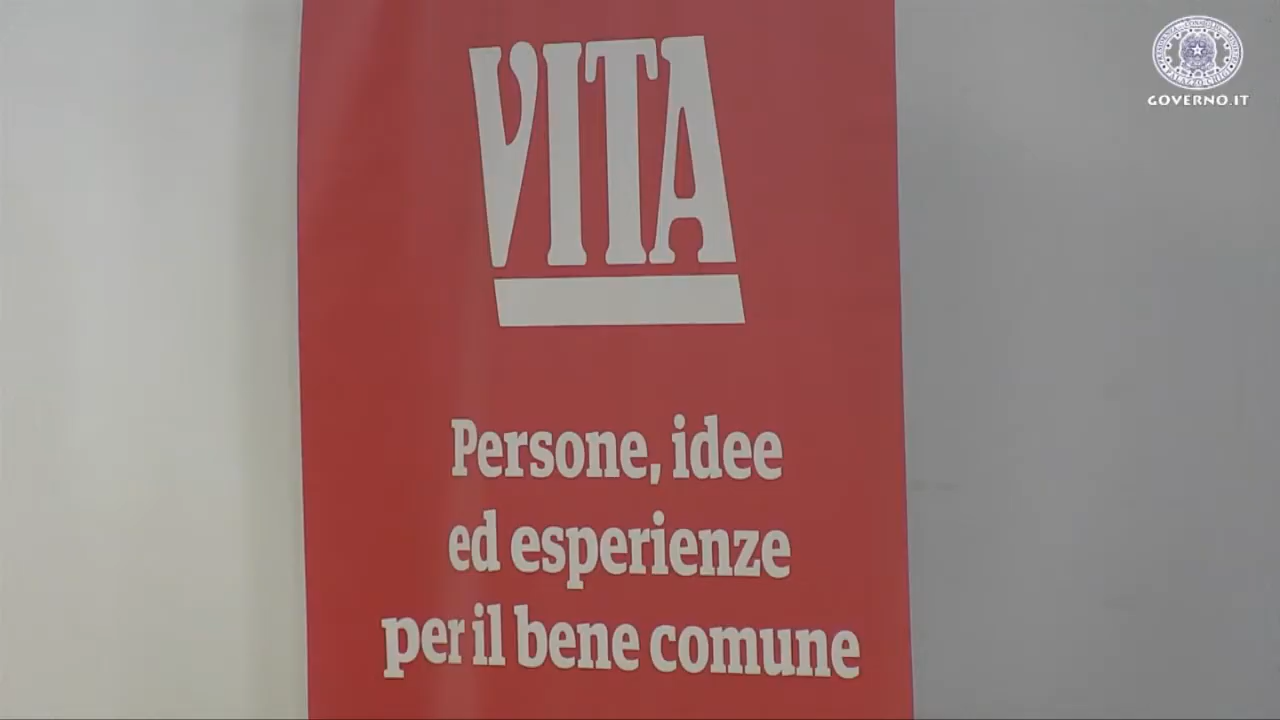 VITA
Persone, idee
ed esperienze
per il bene comune
GOVERNO.IT